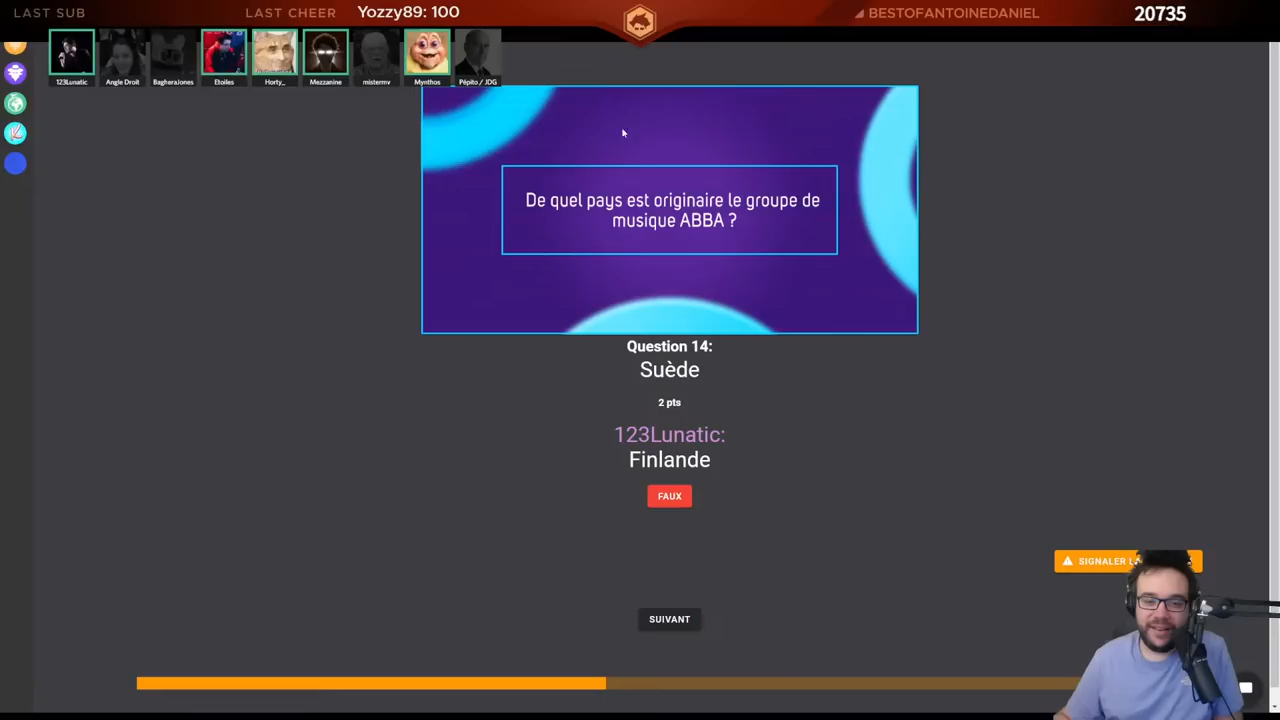 LAST SUB
LAST CHEER
Yozzy89: 100
BESTOFANTOINEDANIEL
20735
123Lunatic
Angle Droit
BagheraJones
Etoiles
Horty_
Mezzanine
mistermv
Mynthos
Pépito / JDG
De quel pays est originaire le groupe de
musique ABBA ?
Question 14:
Suède
2 pts
123Lunatic:
Finlande
FAUX
SIGNALER
SUIVANT